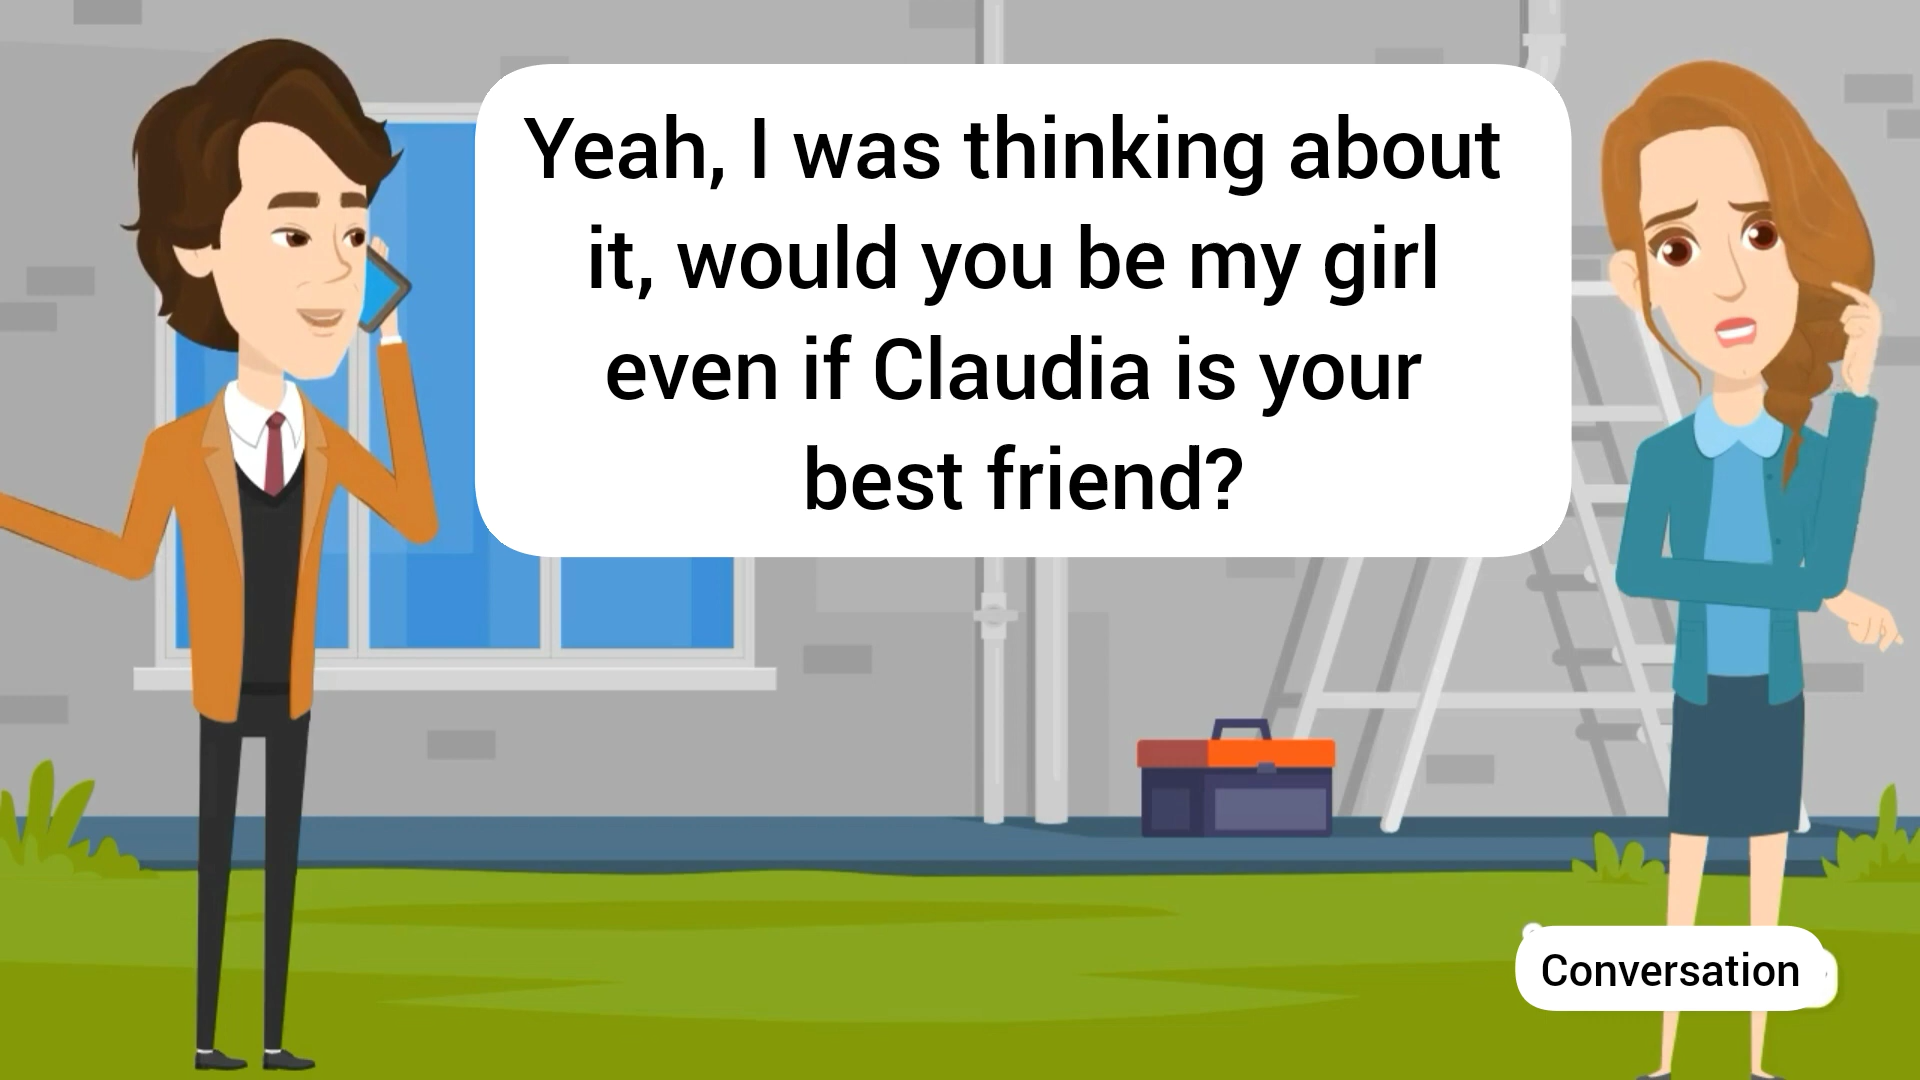 Yeah, I was thinking about
it, would you be my girl
even if Claudia is your
best friend?
Conversation